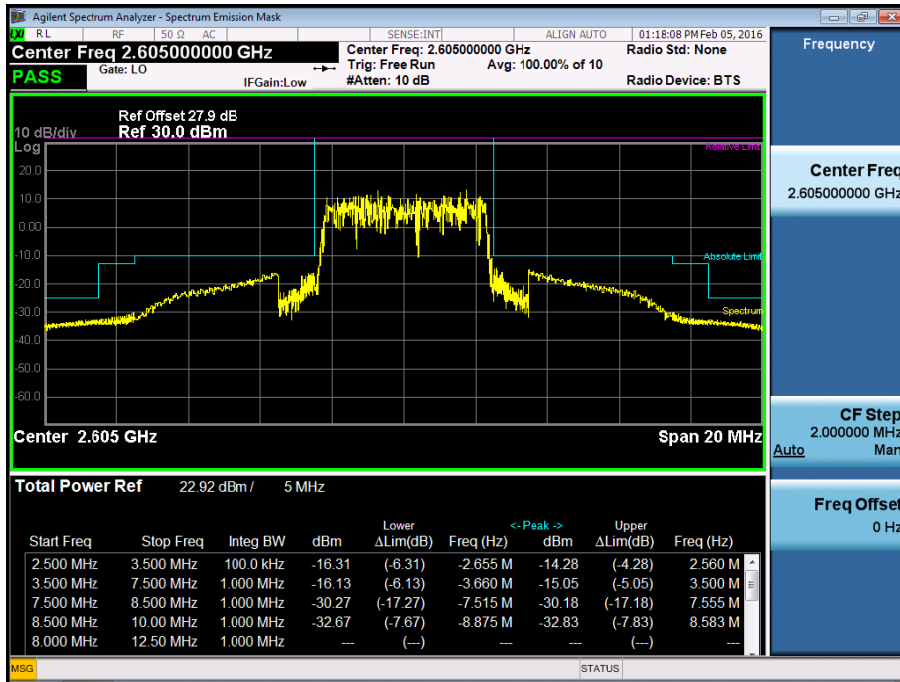 Agilent Spectrum Analyzer - Spectrum Emission Mask
LXI RL RF 50 Ω AC SENSE:INT ALIGN AUTO 01:18:08 PM Feb 05, 2016
Center Freq 2.605000000 GHz
Center Freq: 2.605000000 GHz
Radio Std: None
Gate: LO
Trig: Free Run Avg: 100.00% of 10
PASS
IFGain:Low
#Atten: 10 dB
Radio Device: BTS
Ref Offset 27.9 dB
10 dB/div Ref 30.0 dBm
Log
Relative Limit
20.0
10.0
0.00
-10.0
Absolute Limit
-20.0
-30.0
Spectrum
-40.0
-50.0
-60.0
Center 2.605 GHz Span 20 MHz
Total Power Ref 22.92 dBm / 5 MHz
Lower <- Peak -> Upper
Start Freq Stop Freq Integ BW dBm ΔLim(dB) Freq (Hz) dBm ΔLim(dB) Freq (Hz)
2.500 MHz 3.500 MHz 100.0 kHz -16.31 (-6.31) -2.655 M -14.28 (-4.28) 2.560 M
3.500 MHz 7.500 MHz 1.000 MHz -16.13 (-6.13) -3.660 M -15.05 (-5.05) 3.500 M
7.500 MHz 8.500 MHz 1.000 MHz -30.27 (-17.27) -7.515 M -30.18 (-17.18) 7.555 M
8.500 MHz 10.00 MHz 1.000 MHz -32.67 (-7.67) -8.875 M -32.83 (-7.83) 8.583 M
8.000 MHz 12.50 MHz 1.000 MHz --- (---) --- --- (---) ---
MSG STATUS
Frequency
Center Freq
2.605000000 GHz
CF Step
2.000000 MHz
Auto Man
Freq Offset
0 Hz